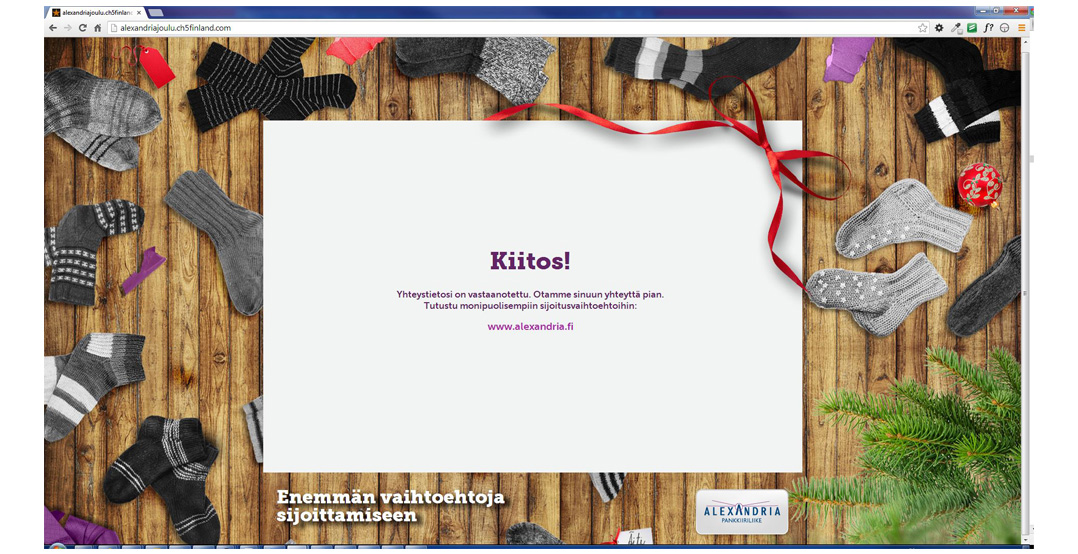 alexandriajoulu.ch5finland
alexandriajoulu.ch5finland.com
f?
Kiitos!
Yhteystietosi on vastaanotettu. Otamme sinuun yhteyttä pian.
Tutustu monipuolisempiin sijoitusvaihtoehtoihin:
www.alexandria.fi
Enemmän vaihtoehtoja
sijoittamiseen
ALEXANDRIA
PANKKIIRILIIKE